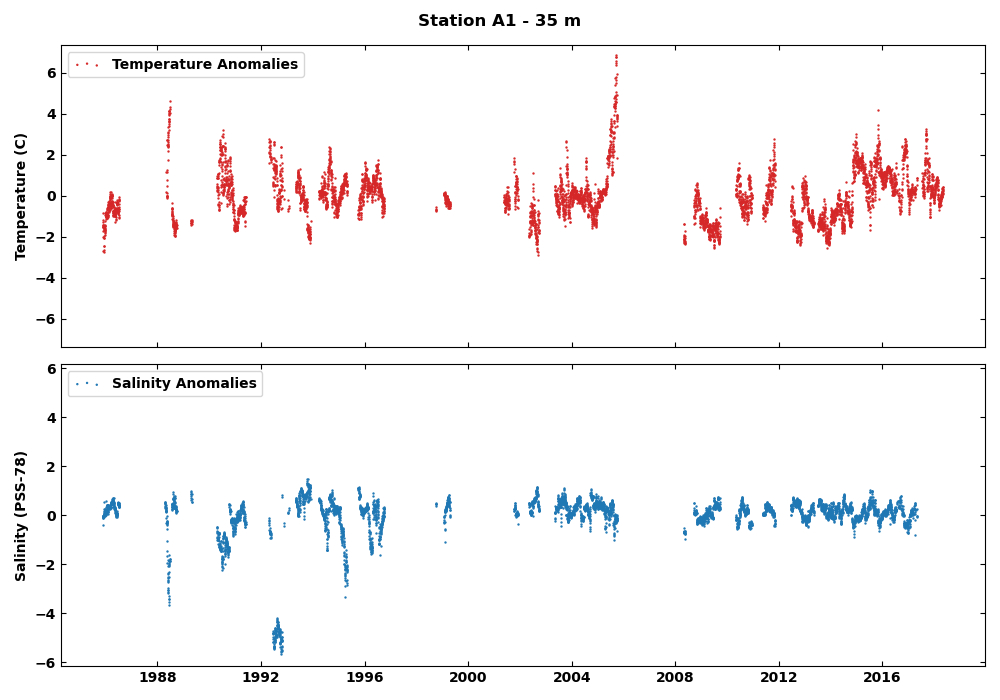 Station A1 - 35 m
Temperature Anomalies
Temperature (C)
6
4
2
0
−2
−4
−6
Salinity Anomalies
Salinity (PSS-78)
6
4
2
0
−2
−4
−6
1988 1992 1996 2000 2004 2008 2012 2016